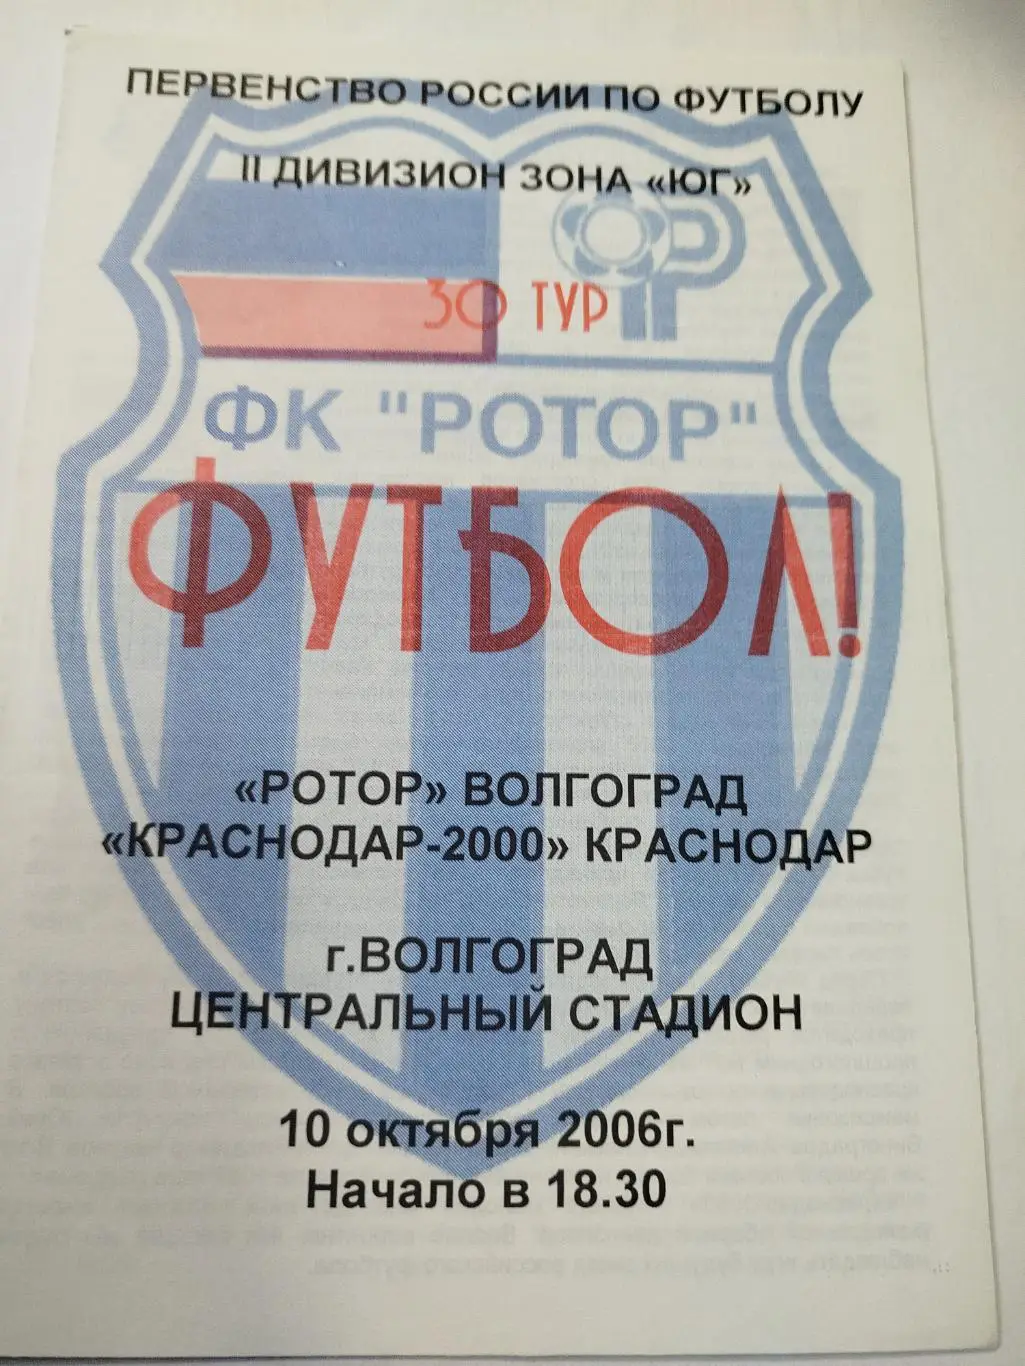 ПЕРВЕНСТВО РОССИИ ПО ФУТБОЛУ
II ДИВИЗИОН ЗОНА «ЮГ»
30 ТУР
ФК "РОТОР"
ФУТБОЛ!
«РОТОР» ВОЛГОГРАД
«КРАСНОДАР-2000» КРАСНОДАР
г.ВОЛГОГРАД
ЦЕНТРАЛЬНЫЙ СТАДИОН
10 октября 2006г.
Начало в 18.30